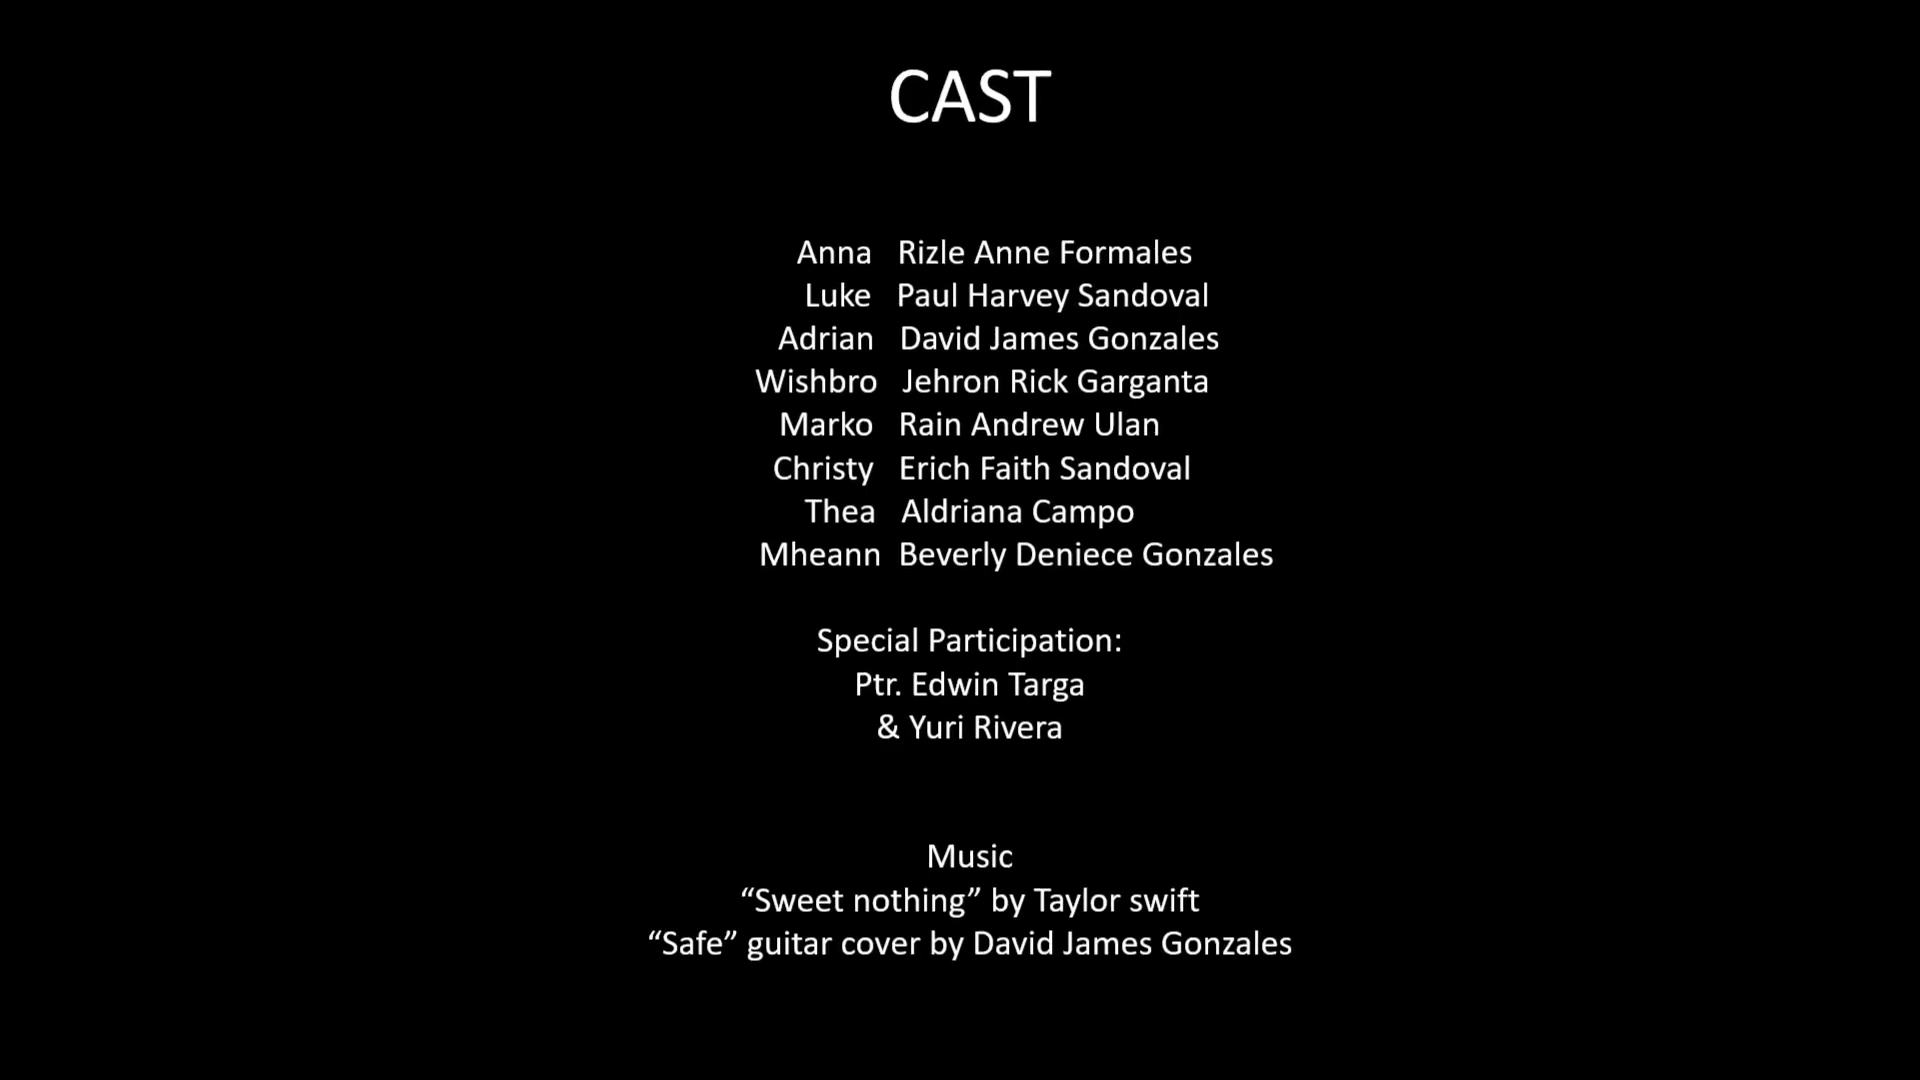 CAST
Anna Rizle Anne Formales
Luke Paul Harvey Sandoval
Adrian David James Gonzales
Wishbro Jehron Rick Garganta
Marko Rain Andrew Ulan
Christy Erich Faith Sandoval
Thea Aldriana Campo
Mheann Beverly Deniece Gonzales
Special Participation:
Ptr. Edwin Targa
& Yuri Rivera
Music
“Sweet nothing” by Taylor swift
“Safe” guitar cover by David James Gonzales